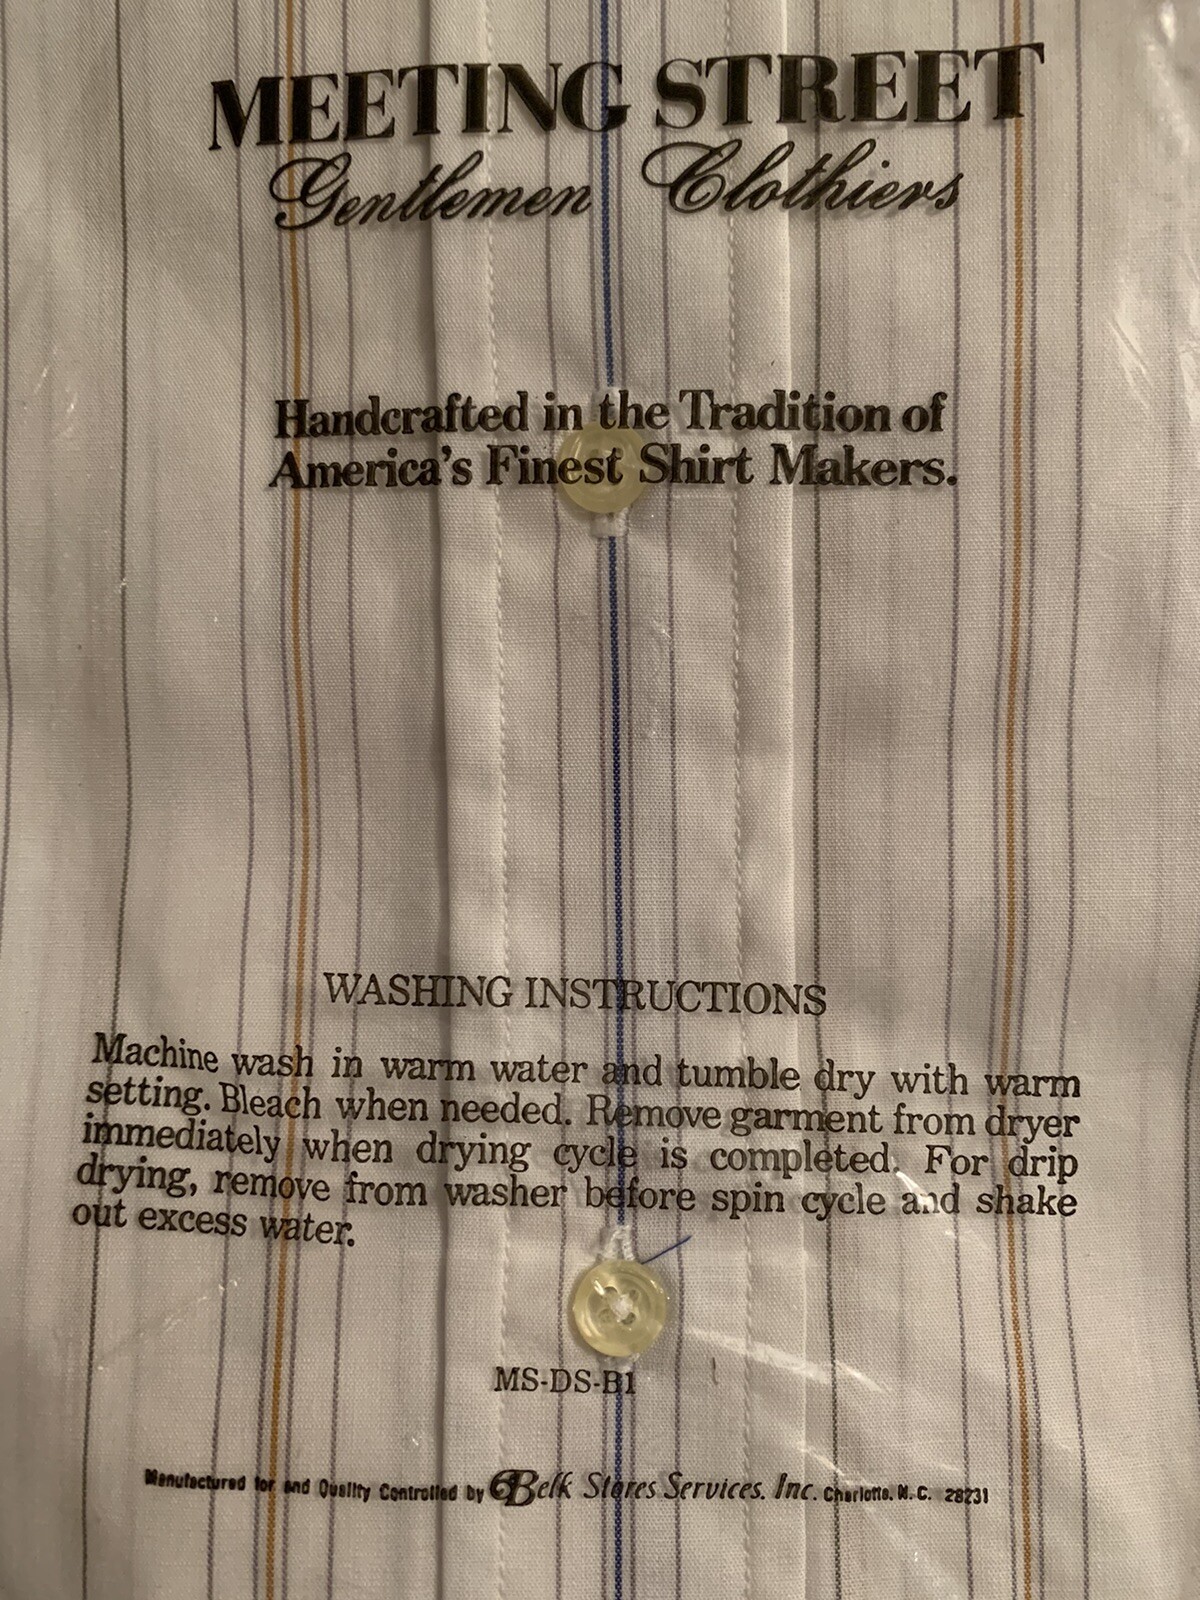 MEETING STREET
Gentlemen Clothiers
Handcrafted in the Tradition of
America's Finest Shirt Makers.
WASHING INSTRUCTIONS
Machine wash in warm water and tumble dry with warm
setting. Bleach when needed. Remove garment from dryer
immediately when drying cycle is completed. For drip
drying, remove from washer before spin cycle and shake
out excess water.
MS-DS-B1
Manufactured for and Quality Controlled by Belk Stores Services, Inc. Charlotte, N.C. 28231